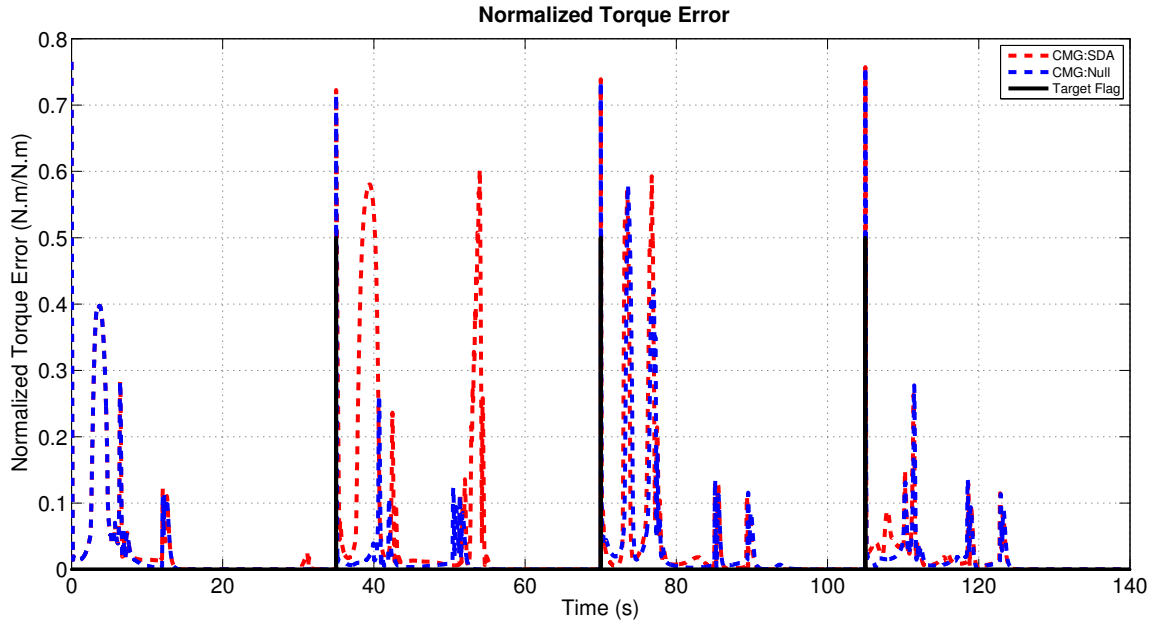 Normalized Torque Error
CMG:SDA
CMG:Null
Target Flag
Normalized Torque Error (N.m/N.m)
0.8
0.7
0.6
0.5
0.4
0.3
0.2
0.1
0
0 20 40 60 80 100 120 140
Time (s)